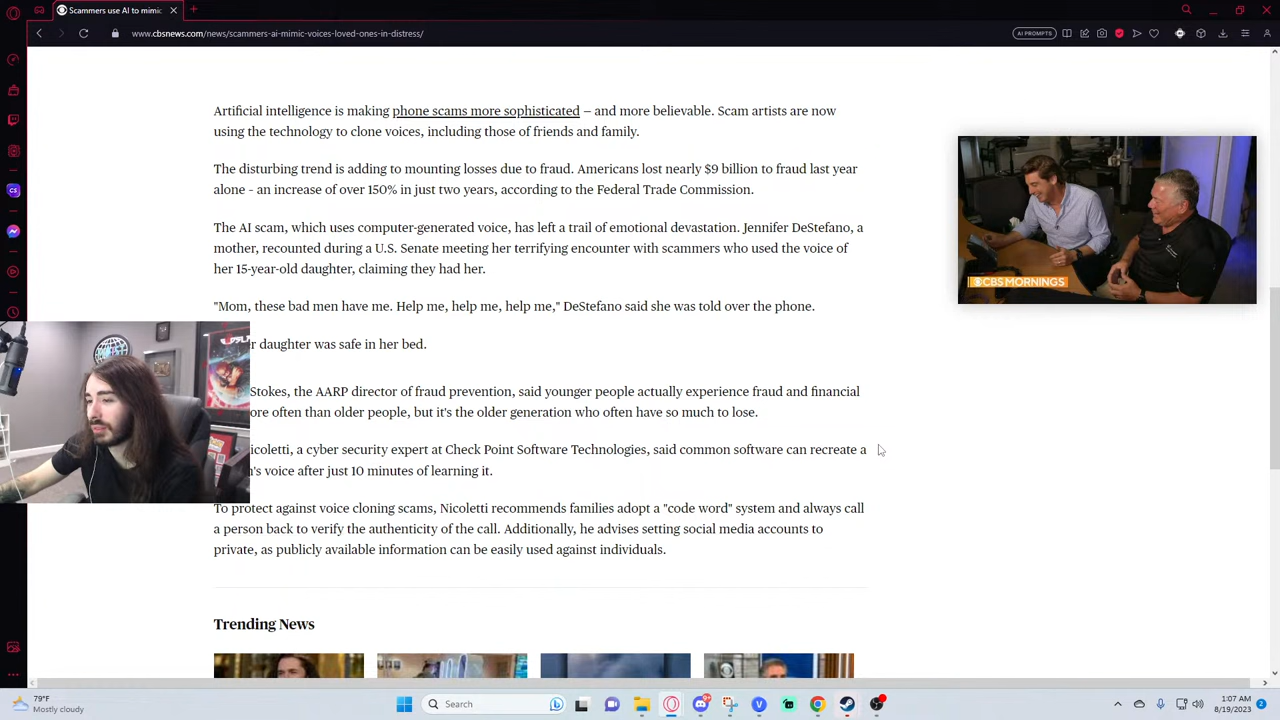 Scammers use AI to mimic
www.cbsnews.com/news/scammers-ai-mimic-voices-loved-ones-in-distress/
AI PROMPTS
Artificial intelligence is making phone scams more sophisticated — and more believable. Scam artists are now
using the technology to clone voices, including those of friends and family.
The disturbing trend is adding to mounting losses due to fraud. Americans lost nearly $9 billion to fraud last year
alone – an increase of over 150% in just two years, according to the Federal Trade Commission.
The AI scam, which uses computer-generated voice, has left a trail of emotional devastation. Jennifer DeStefano, a
mother, recounted during a U.S. Senate meeting her terrifying encounter with scammers who used the voice of
her 15-year-old daughter, claiming they had her.
"Mom, these bad men have me. Help me, help me, help me," DeStefano said she was told over the phone.
r daughter was safe in her bed.
Stokes, the AARP director of fraud prevention, said younger people actually experience fraud and financial
ore often than older people, but it's the older generation who often have so much to lose.
icoletti, a cyber security expert at Check Point Software Technologies, said common software can recreate a
's voice after just 10 minutes of learning it.
To protect against voice cloning scams, Nicoletti recommends families adopt a "code word" system and always call
a person back to verify the authenticity of the call. Additionally, he advises setting social media accounts to
private, as publicly available information can be easily used against individuals.
Trending News
CBS MORNINGS
79°F
Mostly cloudy
Search
1:07 AM
8/19/2023